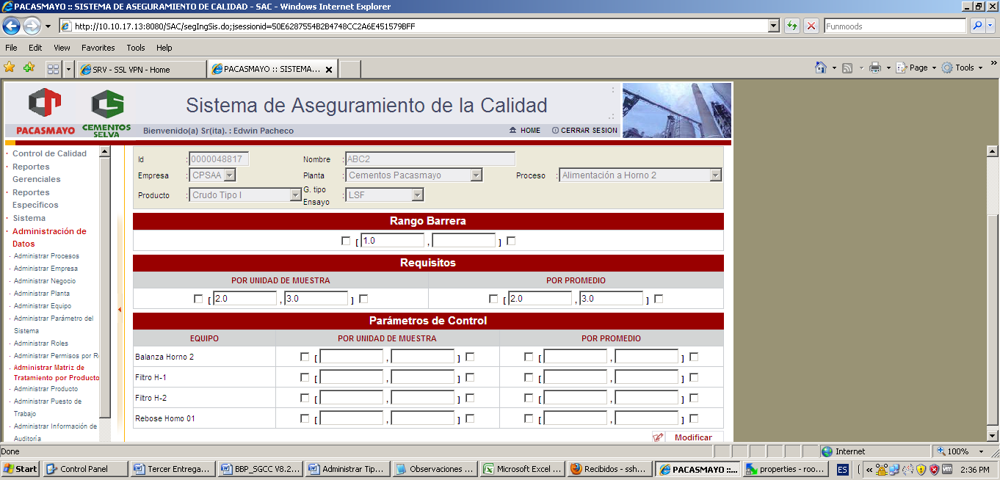 PACASMAYO :: SISTEMA DE ASEGURAMIENTO DE CALIDAD - SAC - Windows Internet Explorer
http://10.10.17.13:8080/SAC/segIngSis.do;jsessionid=50E6287554B2B4748CC2A6E451579BFF
Funmoods
File Edit View Favorites Tools Help
SRV - SSL VPN - Home
PACASMAYO :: SISTEMA...
Page Tools
PACASMAYO
CEMENTOS SELVA
Sistema de Aseguramiento de la Calidad
Bienvenido(a) Sr(ita). : Edwin Pacheco
HOME
CERRAR SESION
· Control de Calidad
· Reportes
Gerenciales
· Reportes
Específicos
· Sistema
· Administración de
Datos
· Administrar Procesos
· Administrar Empresa
· Administrar Negocio
· Administrar Planta
· Administrar Equipo
· Administrar Parámetro del
Sistema
· Administrar Roles
· Administrar Permisos por R
· Administrar Matriz de
Tratamiento por Producto
· Administrar Producto
· Administrar Puesto de
Trabajo
· Administrar Información de
Auditoría
Id : 0000048817 Nombre : ABC2
Empresa : CPSAA Planta : Cementos Pacasmayo Proceso : Alimentación a Horno 2
Producto : Crudo Tipo I G. tipo
Ensayo : LSF
Rango Barrera
[ 1.0 , ]
Requisitos
POR UNIDAD DE MUESTRA POR PROMEDIO
[ 2.0 , 3.0 ] [ 2.0 , 3.0 ]
Parámetros de Control
EQUIPO POR UNIDAD DE MUESTRA POR PROMEDIO
Balanza Horno 2 [ , ] [ , ]
Filtro H-1 [ , ] [ , ]
Filtro H-2 [ , ] [ , ]
Rebose Homo 01 [ , ] [ , ]
Modificar
Done Internet 100%
Start Control Panel Tercer Entrega... BBP_SGCC V8.2... Administrar Tip... Observaciones ... Microsoft Excel ... Recibidos - ssh... PACASMAYO ::... properties - roo... ES 2:36 PM